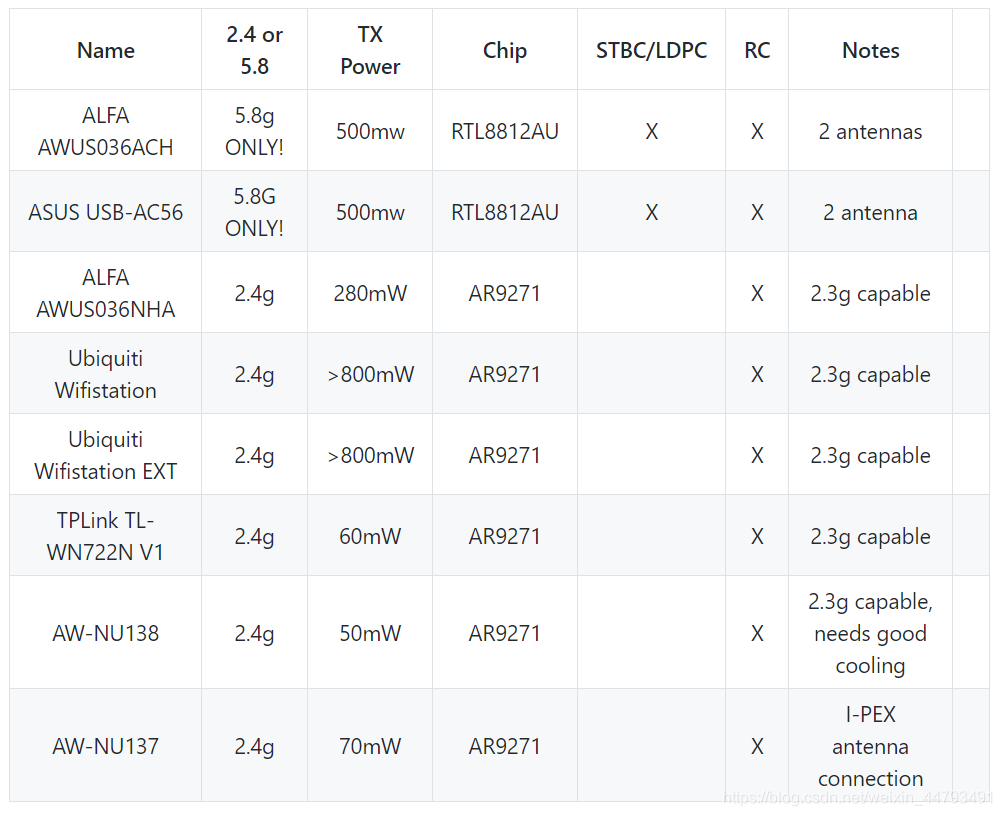 Name 2.4 or 5.8 TX Power Chip STBC/LDPC RC Notes
ALFA AWUS036ACH 5.8g ONLY! 500mw RTL8812AU X X 2 antennas
ASUS USB-AC56 5.8G ONLY! 500mw RTL8812AU X X 2 antenna
ALFA AWUS036NHA 2.4g 280mW AR9271 X 2.3g capable
Ubiquiti Wifistation 2.4g >800mW AR9271 X 2.3g capable
Ubiquiti Wifistation EXT 2.4g >800mW AR9271 X 2.3g capable
TPLink TL-WN722N V1 2.4g 60mW AR9271 X 2.3g capable
AW-NU138 2.4g 50mW AR9271 X 2.3g capable, needs good cooling
AW-NU137 2.4g 70mW AR9271 X I-PEX antenna connection
https://blog.csdn.net/weixin_44793491